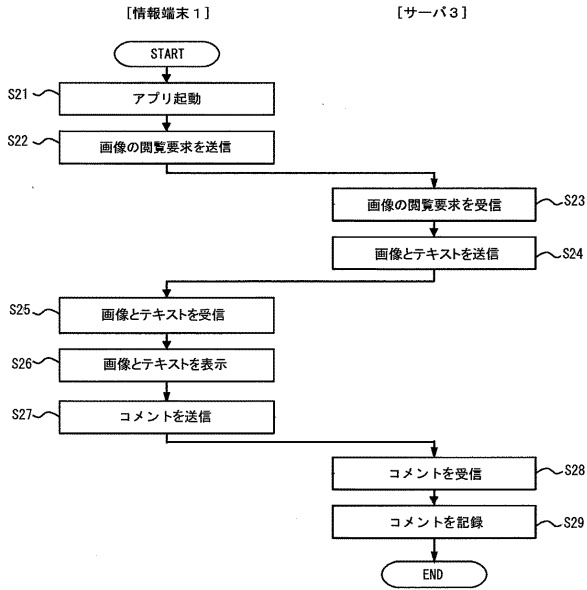 [情報端末1]
[サーバ3]
START
S21
アプリ起動
S22
画像の閲覧要求を送信
画像の閲覧要求を受信
S23
画像とテキストを送信
S24
S25
画像とテキストを受信
S26
画像とテキストを表示
S27
コメントを送信
コメントを受信
S28
コメントを記録
S29
END